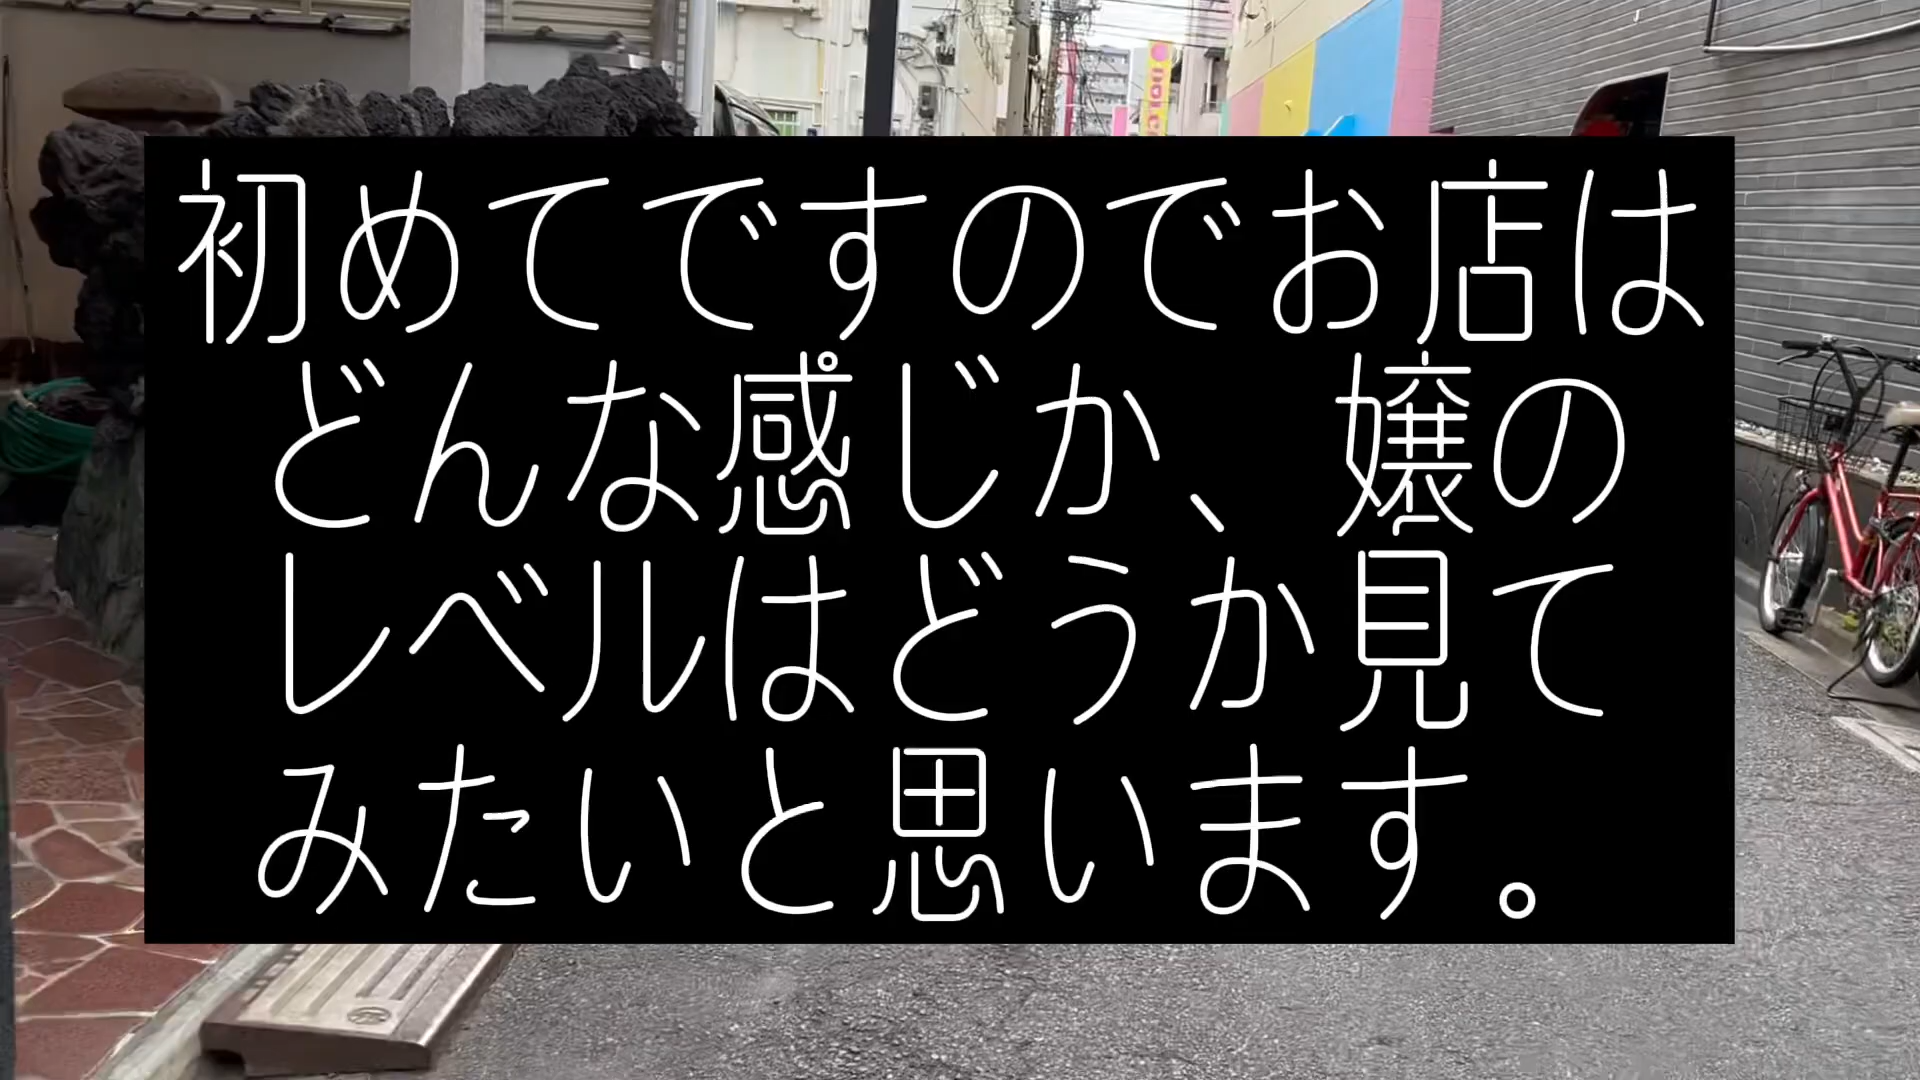 初めてですのでお店は
どんな感じか、嬢の
レベルはどうか見て
みたいと思います。